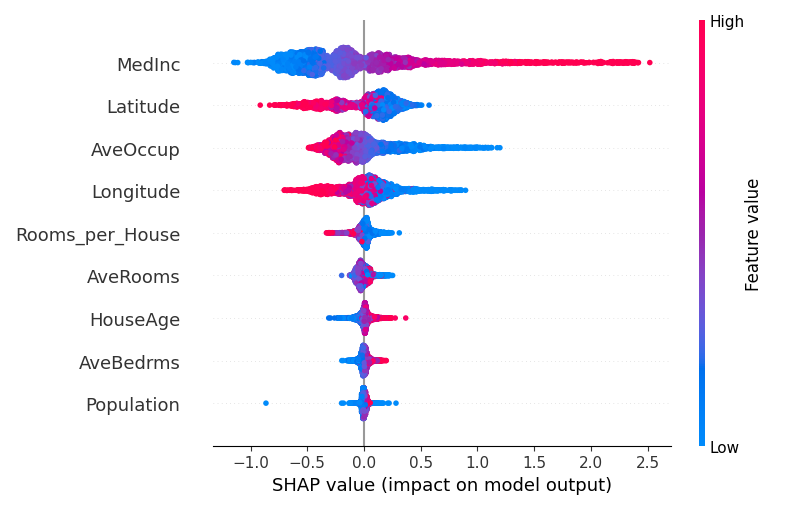 High
MedInc
Latitude
AveOccup
Longitude
Rooms_per_House
AveRooms
HouseAge
AveBedrms
Population
Feature value
Low
−1.0 −0.5 0.0 0.5 1.0 1.5 2.0 2.5
SHAP value (impact on model output)